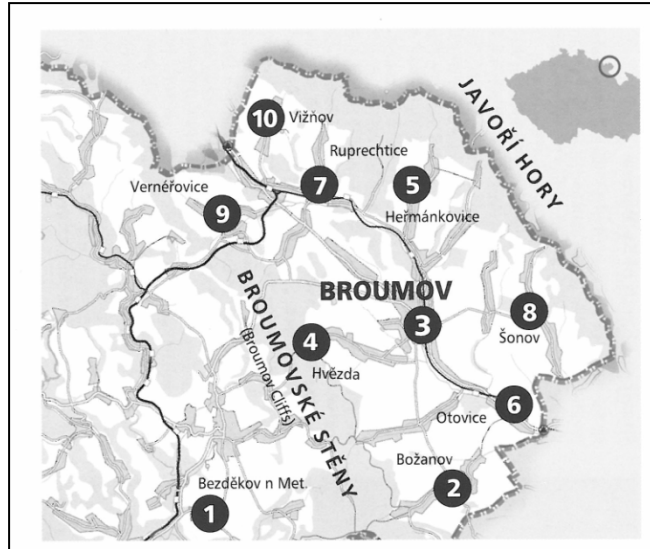 JAVOŘÍ HORY
10
Vižňov
Ruprechtice
7
5
Vernéřovice
9
Heřmánkovice
BROUMOV
3
8
Šonov
BROUMOVSKÉ STĚNY
(Broumov Cliffs)
4
Hvězda
6
Otovice
Božanov
2
Bezděkov n Met.
1